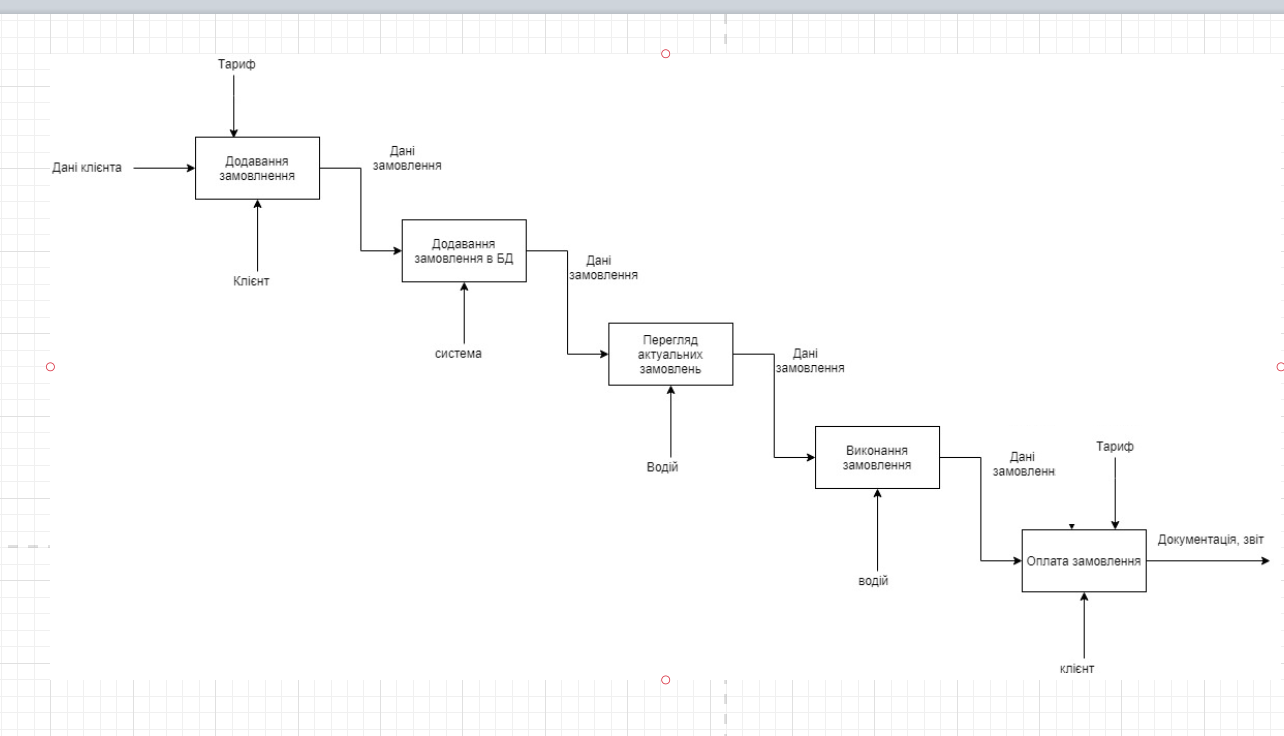 Тариф
Дані клієнта
Додавання
замовлнення
Дані
замовлення
Клієнт
Додавання
замовлення в БД
Дані
замовлення
система
Перегляд
актуальних
замовлень
Дані
замовлення
Водій
Виконання
замовлення
Дані
замовленн
Тариф
водій
Оплата замовлення
Документація, звіт
клієнт